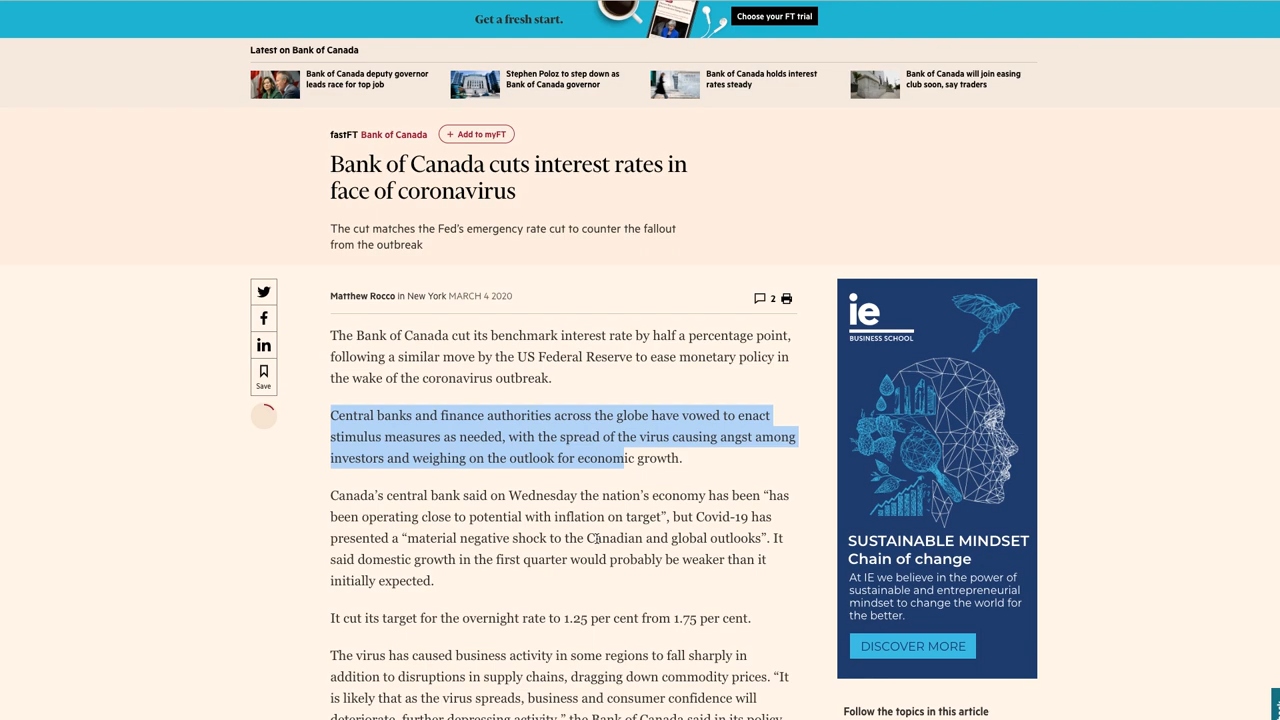 Get a fresh start.
Choose your FT trial
Latest on Bank of Canada
Bank of Canada deputy governor
leads race for top job
Stephen Poloz to step down as
Bank of Canada governor
Bank of Canada holds interest
rates steady
Bank of Canada will join easing
club soon, say traders
fastFT Bank of Canada
+ Add to myFT
Bank of Canada cuts interest rates in
face of coronavirus
The cut matches the Fed's emergency rate cut to counter the fallout
from the outbreak
Matthew Rocco in New York MARCH 4 2020
2
Save
The Bank of Canada cut its benchmark interest rate by half a percentage point,
following a similar move by the US Federal Reserve to ease monetary policy in
the wake of the coronavirus outbreak.
Central banks and finance authorities across the globe have vowed to enact
stimulus measures as needed, with the spread of the virus causing angst among
investors and weighing on the outlook for economic growth.
Canada's central bank said on Wednesday the nation's economy has been “has
been operating close to potential with inflation on target”, but Covid-19 has
presented a “material negative shock to the Canadian and global outlooks”. It
said domestic growth in the first quarter would probably be weaker than it
initially expected.
It cut its target for the overnight rate to 1.25 per cent from 1.75 per cent.
The virus has caused business activity in some regions to fall sharply in
addition to disruptions in supply chains, dragging down commodity prices. “It
is likely that as the virus spreads, business and consumer confidence will
deteriorate, further depressing activity,” the Bank of Canada said in its policy
ie
BUSINESS SCHOOL
SUSTAINABLE MINDSET
Chain of change
At IE we believe in the power of
sustainable and entrepreneurial
mindset to change the world for
the better.
DISCOVER MORE
Follow the topics in this article